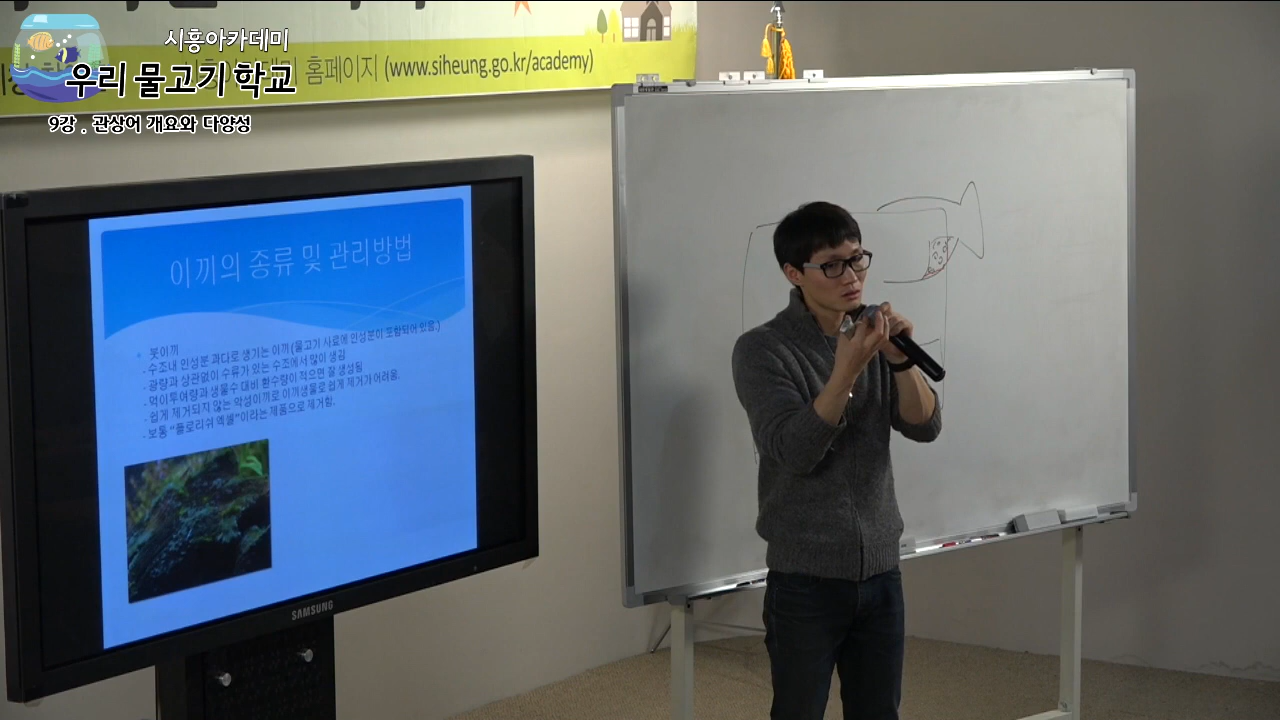 시흥아카데미
우리 물고기 학교
9강 . 관상어 개요와 다양성
홈페이지 (www.siheung.go.kr/academy)
이끼의 종류 및 관리방법
붓이끼
- 수조내 인성분 과다로 생기는 이끼 (물고기 사료에 인성분이 포함되어 있음.)
- 광량과 상관없이 수류가 있는 수조에서 많이 생김
- 먹이투여량과 생물수 대비 환수량이 적으면 잘 생성됨
- 쉽게 제거되지 않는 악성이끼로 이끼생물로 쉽게 제거가 어려움.
- 보통 “플로리쉬 엑셀”이라는 제품으로 제거함.
SAMSUNG